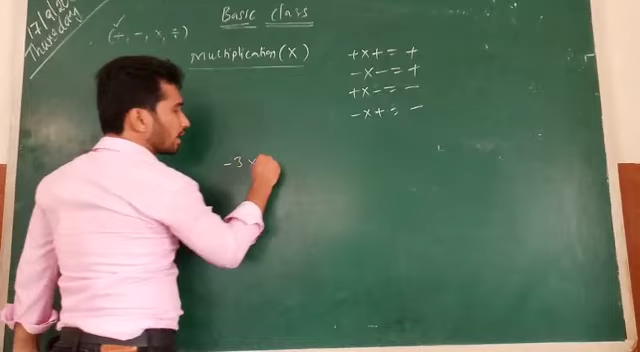 17/9/20
Thursday
Basic class
(+, -, x, ÷)
Multiplication (x)
+ x + = +
- x - = +
+ x - = -
- x + = -
-3 x